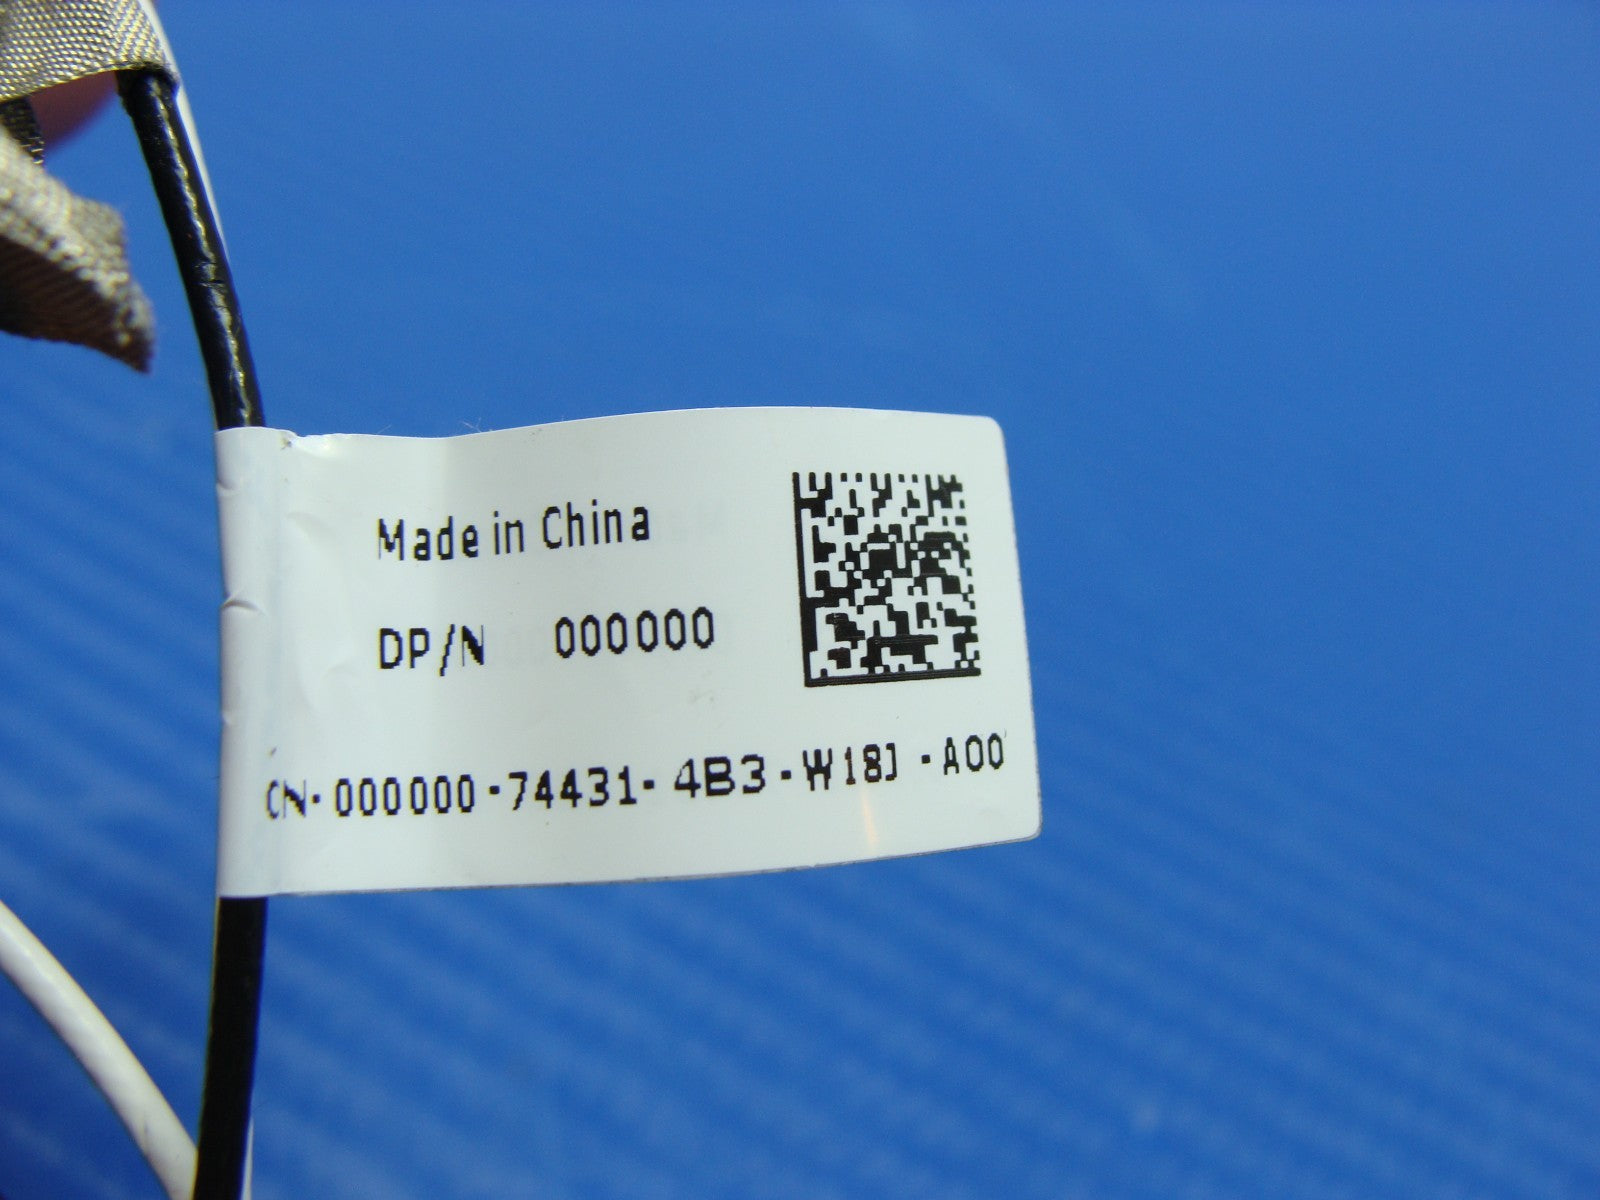 Made in China
DP/N 000000
CN-000000-74431-4B3-W18J-A00